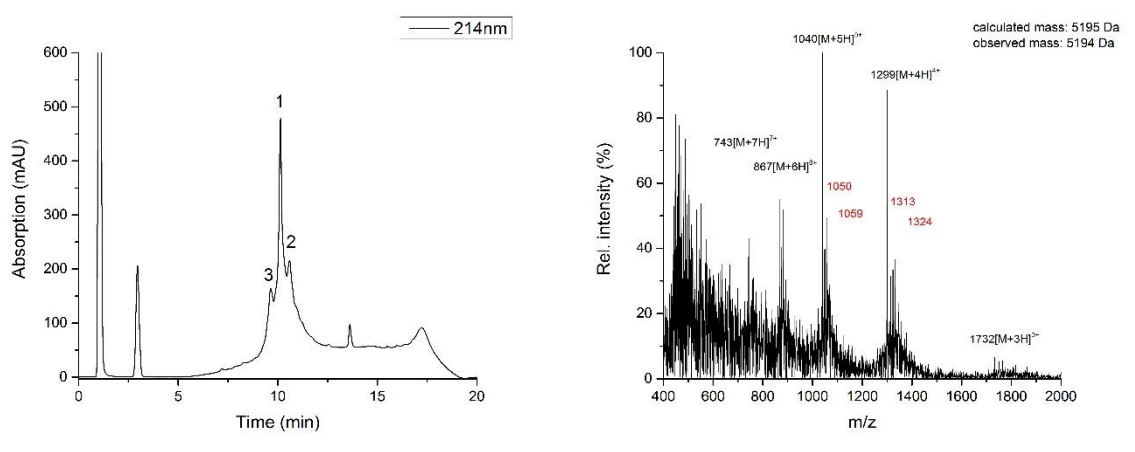 214nm
600
500
400
300
200
100
0
0 5 10 15 20
Absorption (mAU)
Time (min)
1
2
3
calculated mass: 5195 Da
observed mass: 5194 Da
1040[M+5H]⁵⁺
1299[M+4H]⁴⁺
743[M+7H]⁷⁺
867[M+6H]⁶⁺
1050
1059
1313
1324
1732[M+3H]³⁺
100
80
60
40
20
0
400 600 800 1000 1200 1400 1600 1800 2000
Rel. intensity (%)
m/z